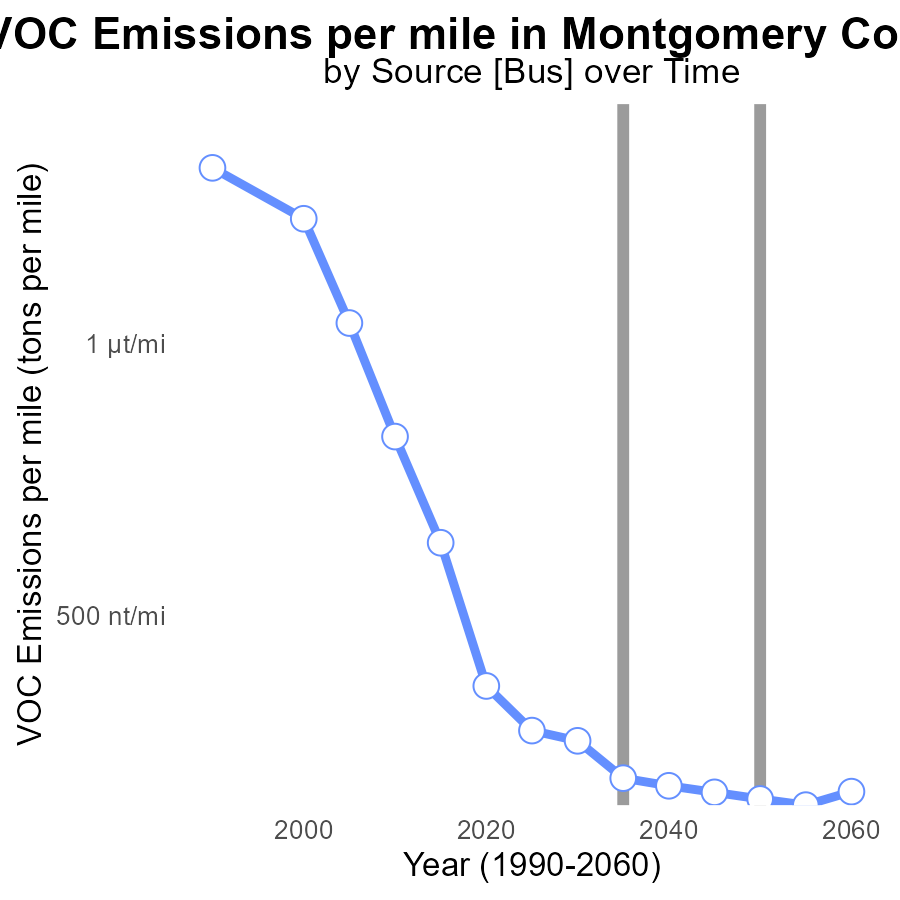 VOC Emissions per mile in Montgomery Co
by Source [Bus] over Time
VOC Emissions per mile (tons per mile)
1 µt/mi
500 nt/mi
2000 2020 2040 2060
Year (1990-2060)